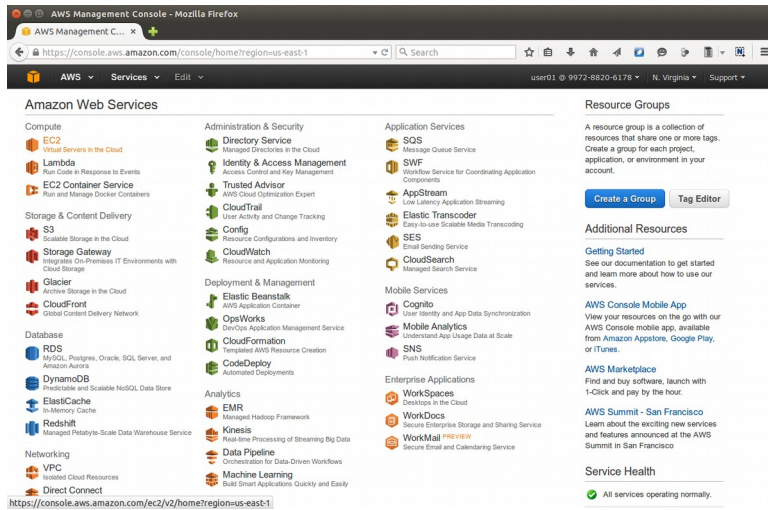 AWS Management Console - Mozilla Firefox
AWS Management C... ×
https://console.aws.amazon.com/console/home?region=us-east-1
Search
AWS
Services
Edit
user01 @ 9972-8820-6178
N. Virginia
Support
Amazon Web Services
Compute
EC2
Virtual Servers in the Cloud
Lambda
Run Code in Response to Events
EC2 Container Service
Run and Manage Docker Containers
Storage & Content Delivery
S3
Scalable Storage in the Cloud
Storage Gateway
Integrates On-Premises IT Environments with
Cloud Storage
Glacier
Archive Storage in the Cloud
CloudFront
Global Content Delivery Network
Database
RDS
MySQL, Postgres, Oracle, SQL Server, and
Amazon Aurora
DynamoDB
Predictable and Scalable NoSQL Data Store
ElastiCache
In-Memory Cache
Redshift
Managed Petabyte-Scale Data Warehouse Service
Networking
VPC
Isolated Cloud Resources
Direct Connect
Administration & Security
Directory Service
Managed Directories in the Cloud
Identity & Access Management
Access Control and Key Management
Trusted Advisor
AWS Cloud Optimization Expert
CloudTrail
User Activity and Change Tracking
Config
Resource Configurations and Inventory
CloudWatch
Resource and Application Monitoring
Deployment & Management
Elastic Beanstalk
AWS Application Container
OpsWorks
DevOps Application Management Service
CloudFormation
Templated AWS Resource Creation
CodeDeploy
Automated Deployments
Analytics
EMR
Managed Hadoop Framework
Kinesis
Real-time Processing of Streaming Big Data
Data Pipeline
Orchestration for Data-Driven Workflows
Machine Learning
Build Smart Applications Quickly and Easily
Application Services
SQS
Message Queue Service
SWF
Workflow Service for Coordinating Application
Components
AppStream
Low Latency Application Streaming
Elastic Transcoder
Easy-to-use Scalable Media Transcoding
SES
Email Sending Service
CloudSearch
Managed Search Service
Mobile Services
Cognito
User Identity and App Data Synchronization
Mobile Analytics
Understand App Usage Data at Scale
SNS
Push Notification Service
Enterprise Applications
WorkSpaces
Desktops in the Cloud
WorkDocs
Secure Enterprise Storage and Sharing Service
WorkMail PREVIEW
Secure Email and Calendaring Service
Resource Groups
A resource group is a collection of
resources that share one or more tags.
Create a group for each project,
application, or environment in your
account.
Create a Group
Tag Editor
Additional Resources
Getting Started
See our documentation to get started
and learn more about how to use our
services.
AWS Console Mobile App
View your resources on the go with our
AWS Console mobile app, available
from Amazon Appstore, Google Play,
or iTunes.
AWS Marketplace
Find and buy software, launch with
1-Click and pay by the hour.
AWS Summit - San Francisco
Learn about the exciting new services
and features announced at the AWS
Summit in San Francisco
Service Health
All services operating normally.
https://console.aws.amazon.com/ec2/v2/home?region=us-east-1